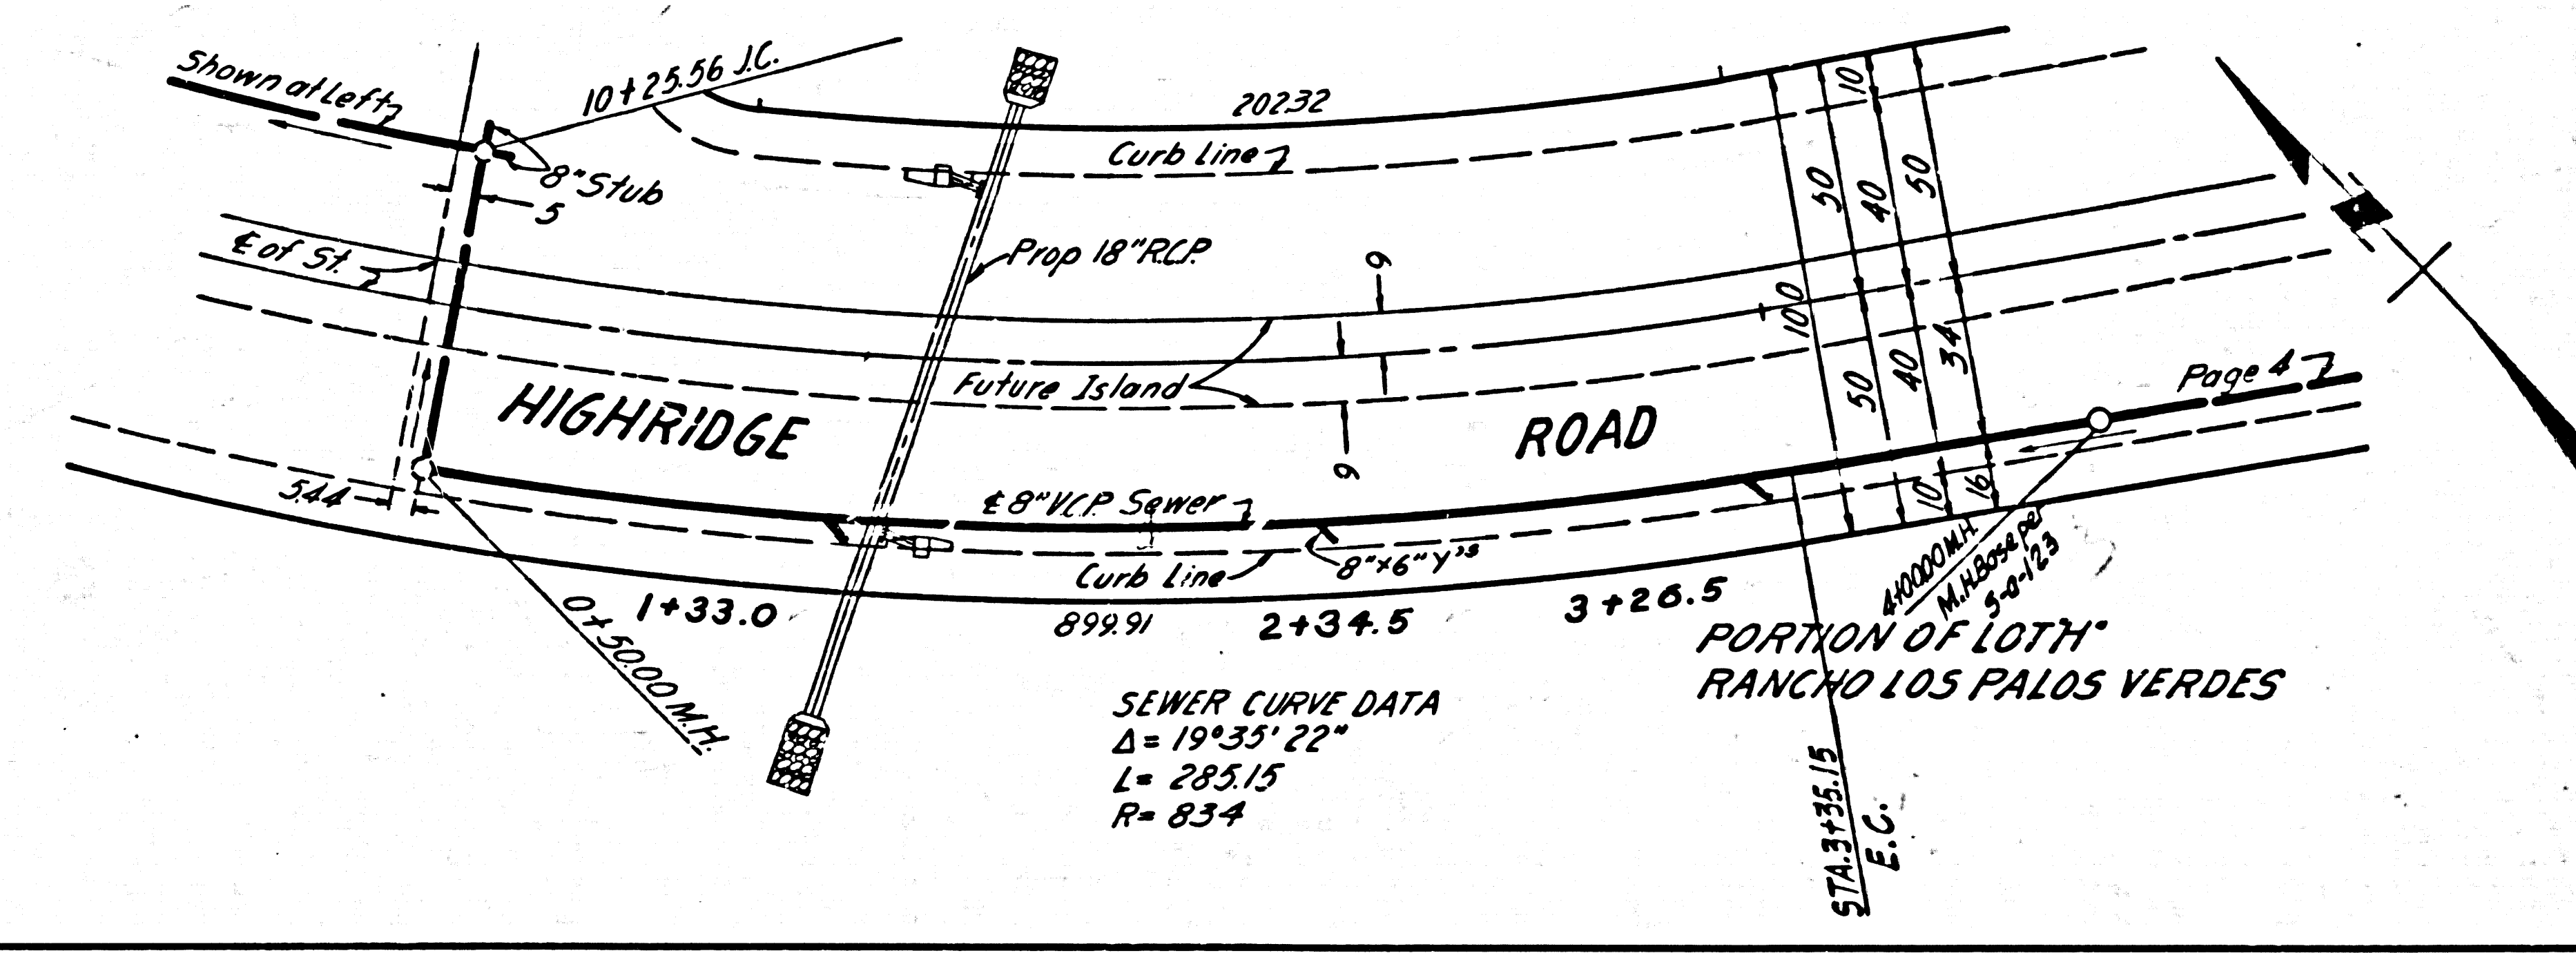 Shown at Left
10+25.56 J.C.
20232
8" Stub
5
Curb Line
℄ of St.
Prop 18" R.C.P.
9
9
Future Island
HIGHRIDGE
ROAD
10
50
40
50
100
50
40
34
10
16
Page 4
5.44
℄ 8" V.C.P. Sewer
Curb Line
8"x6" Y's
0+50.00 M.H.
1+33.0
899.91
2+34.5
3+26.5
4+00.00 M.H.
M.H. Base per
S-a-123
PORTION OF LOT "H"
RANCHO LOS PALOS VERDES
SEWER CURVE DATA
Δ= 19°35'22"
L= 285.15
R= 834
STA. 3+35.15
E.C.